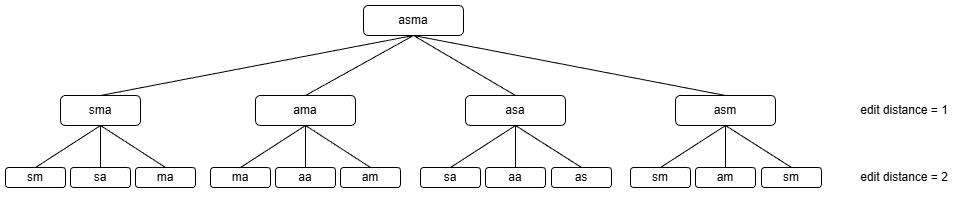 asma
sma
ama
asa
asm
edit distance = 1
sm
sa
ma
ma
aa
am
sa
aa
as
sm
am
sm
edit distance = 2